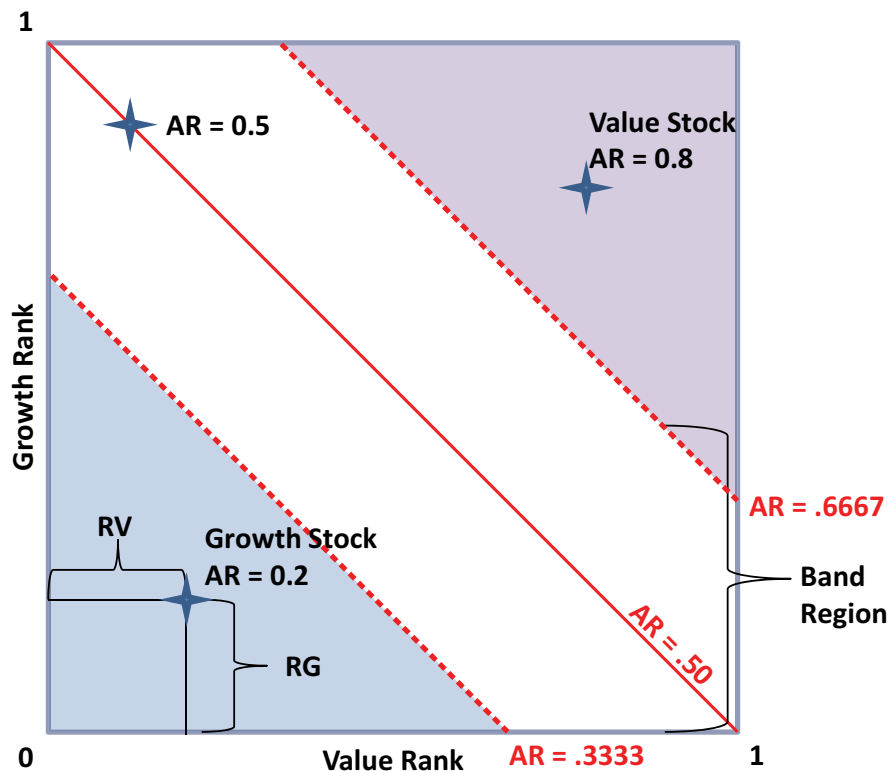 1
AR = 0.5
Value Stock
AR = 0.8
Growth Rank
AR = .6667
RV
Growth Stock
AR = 0.2
Band
Region
AR = .50
RG
0
Value Rank
AR = .3333
1